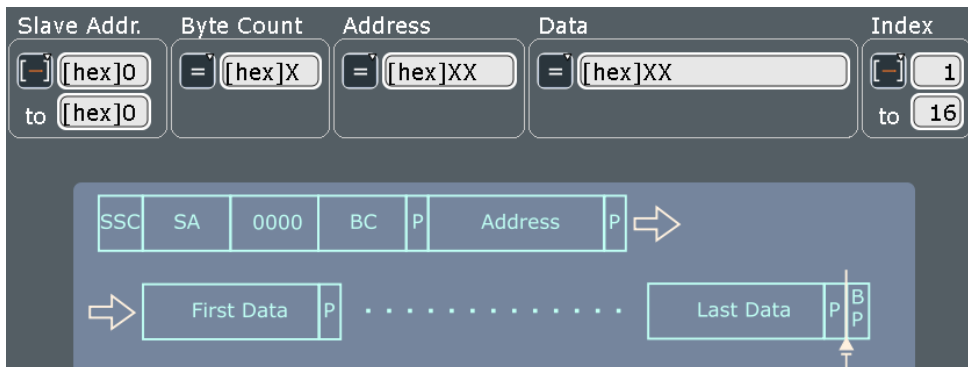 Slave Addr. Byte Count Address Data Index
[–] [hex]0 = [hex]X = [hex]XX = [hex]XX [–] 1
to [hex]0 to 16
SSC SA 0000 BC P Address P
First Data P . . . . . . . . . . . . . Last Data P BP
T